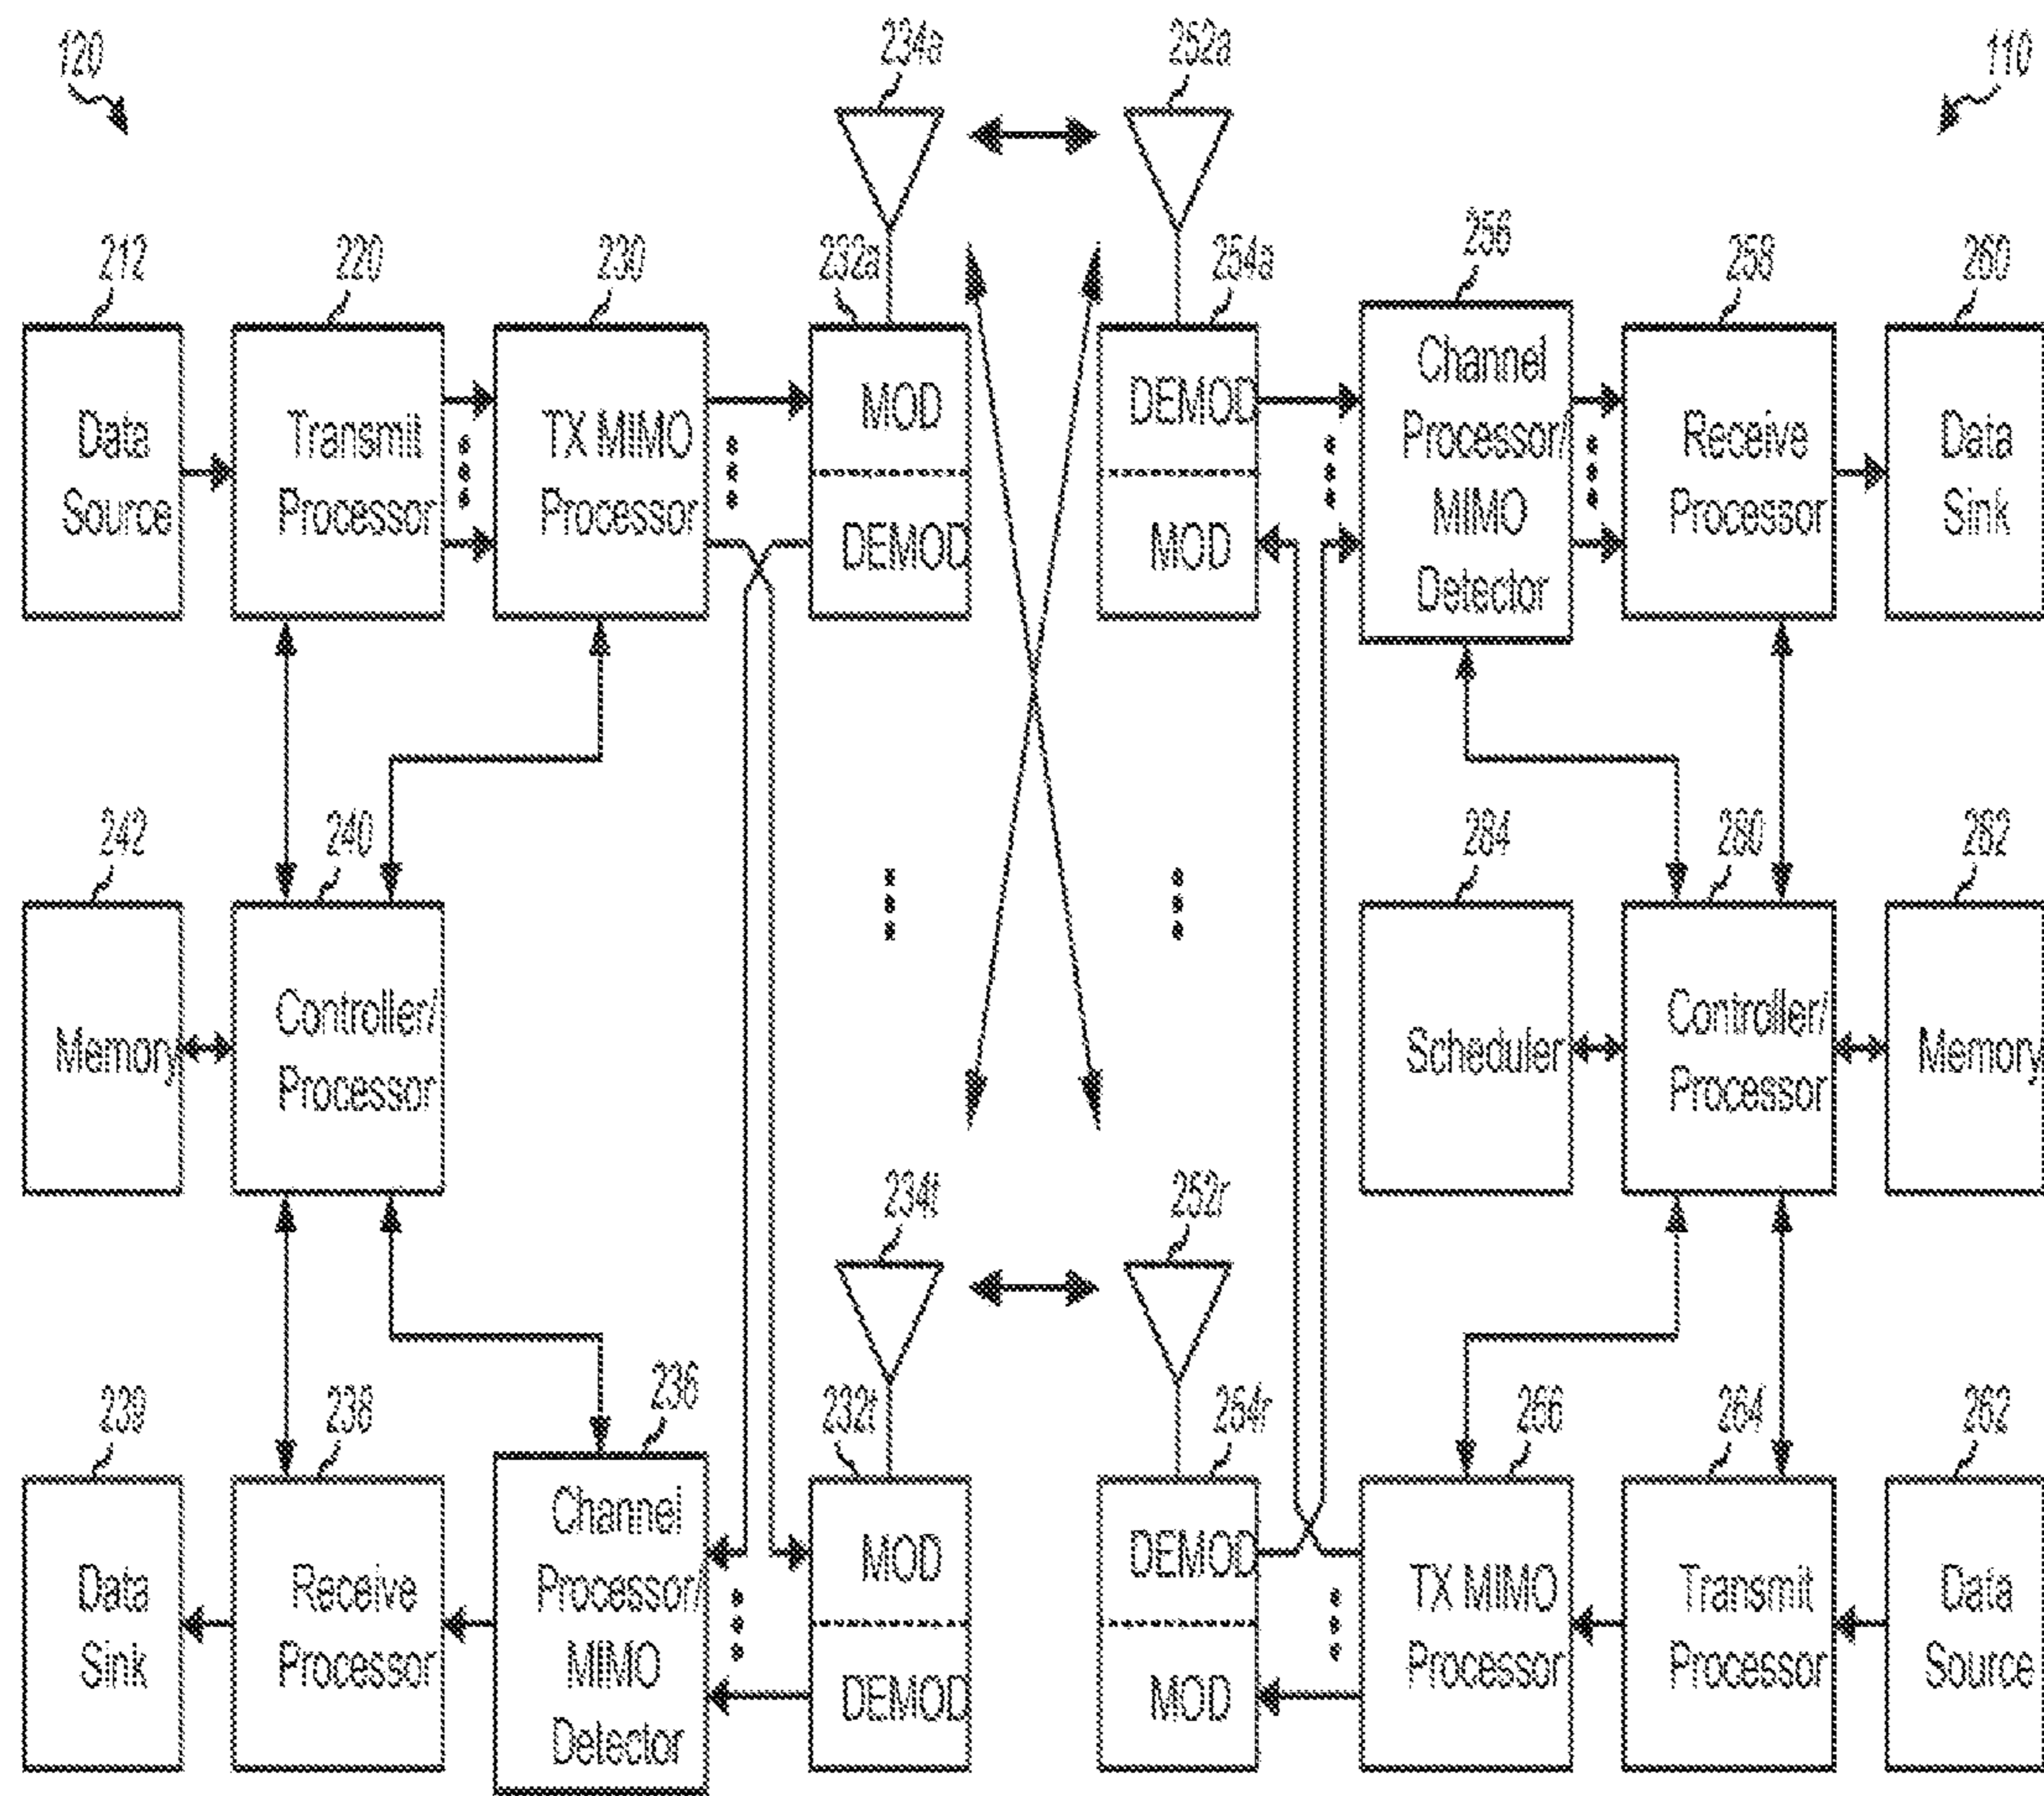 120
234a
252a
110
212
220
230
232a
254a
256
258
260
Data
Source
Transmit
Processor
TX MIMO
Processor
MOD
DEMOD
DEMOD
MOD
Channel
Processor/
MIMO
Detector
Receive
Processor
Data
Sink
242
240
284
280
282
Memory
Controller/
Processor
Scheduler
Controller/
Processor
Memory
234t
252r
239
238
236
232t
254r
266
264
262
Data
Sink
Receive
Processor
Channel
Processor/
MIMO
Detector
MOD
DEMOD
DEMOD
MOD
TX MIMO
Processor
Transmit
Processor
Data
Source